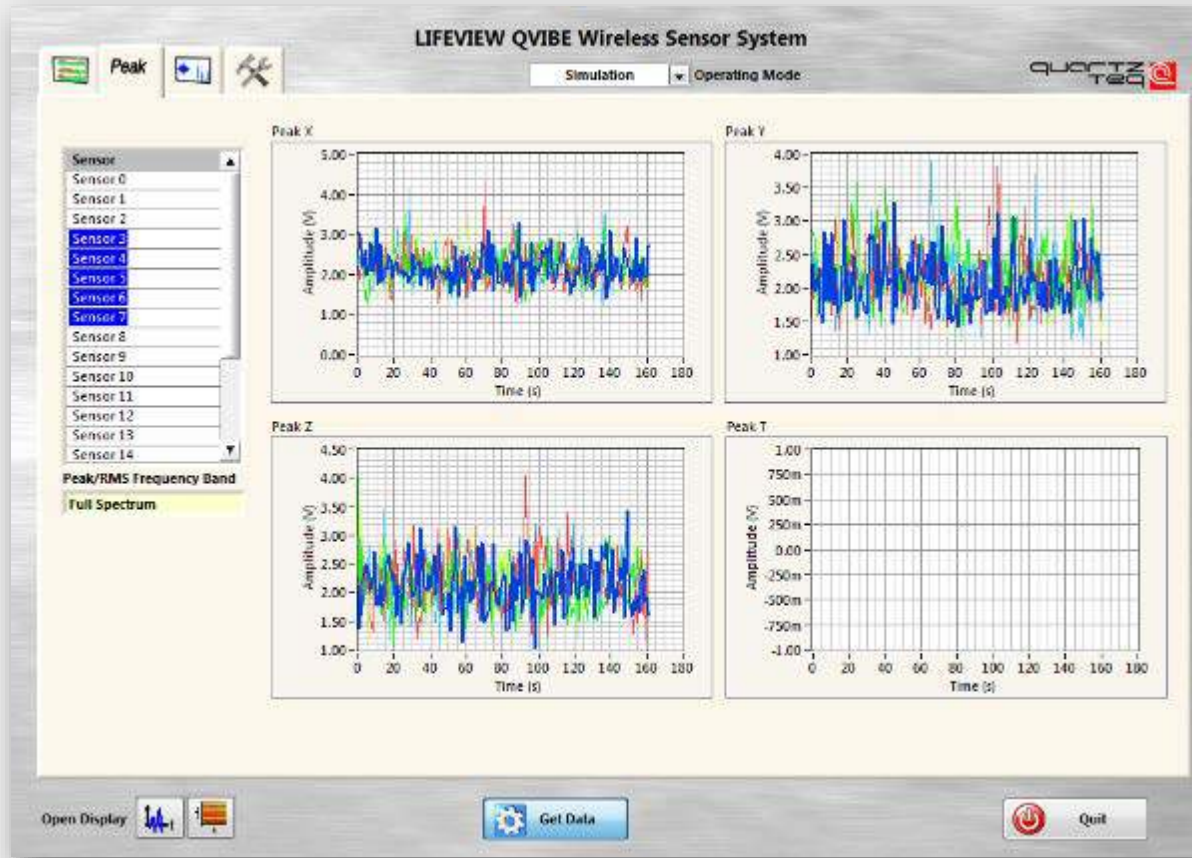 LIFEVIEW QVIBE Wireless Sensor System
Peak
Simulation Operating Mode
QUARTZ TEQ
Sensor
Sensor 0
Sensor 1
Sensor 2
Sensor 3
Sensor 4
Sensor 5
Sensor 6
Sensor 7
Sensor 8
Sensor 9
Sensor 10
Sensor 11
Sensor 12
Sensor 13
Sensor 14
Peak/RMS Frequency Band
Full Spectrum
Peak X
Amplitude (V)
5.00
4.00
3.00
2.00
1.00
0.00
0 20 40 60 80 100 120 140 160 180
Time (s)
Peak Y
Amplitude (V)
4.00
3.50
3.00
2.50
2.00
1.50
1.00
0 20 40 60 80 100 120 140 160 180
Time (s)
Peak Z
Amplitude (V)
4.50
4.00
3.50
3.00
2.50
2.00
1.50
1.00
0 20 40 60 80 100 120 140 160 180
Time (s)
Peak T
Amplitude (V)
1.00
750m
500m
250m
0.00
-250m
-500m
-750m
-1.00
0 20 40 60 80 100 120 140 160 180
Time (s)
Open Display
Get Data
Quit